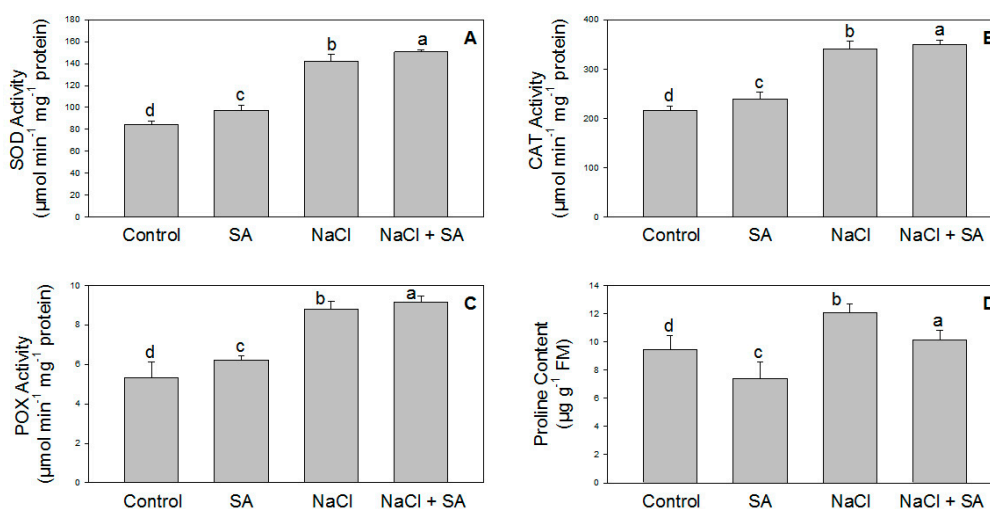 A
SOD Activity
(µmol min⁻¹ mg⁻¹ protein)
180
160
140
120
100
80
60
40
20
0
d
c
b
a
Control SA NaCl NaCl + SA
B
CAT Activity
(µmol min⁻¹ mg⁻¹ protein)
400
300
200
100
0
d
c
b
a
Control SA NaCl NaCl + SA
C
POX Activity
(µmol min⁻¹ mg⁻¹ protein)
10
8
6
4
2
0
d
c
b
a
Control SA NaCl NaCl + SA
D
Proline Content
(µg g⁻¹ FM)
14
12
10
8
6
4
2
0
d
c
b
a
Control SA NaCl NaCl + SA